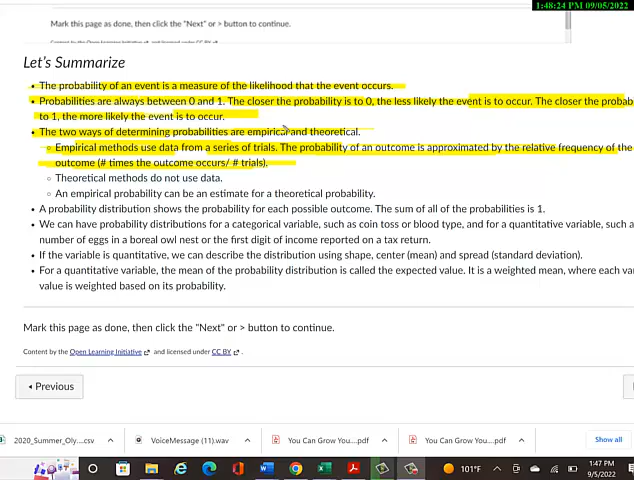 1:48:24 PM 09/05/2022
Mark this page as done, then click the "Next" or > button to continue.
Content by the Open Learning Initiative and licensed under CC BY
Let's Summarize
• The probability of an event is a measure of the likelihood that the event occurs.
• Probabilities are always between 0 and 1. The closer the probability is to 0, the less likely the event is to occur. The closer the probab
to 1, the more likely the event is to occur.
• The two ways of determining probabilities are empirical and theoretical.
Empirical methods use data from a series of trials. The probability of an outcome is approximated by the relative frequency of the
outcome (# times the outcome occurs/ # trials).
Theoretical methods do not use data.
An empirical probability can be an estimate for a theoretical probability.
• A probability distribution shows the probability for each possible outcome. The sum of all of the probabilities is 1.
• We can have probability distributions for a categorical variable, such as coin toss or blood type, and for a quantitative variable, such a
number of eggs in a boreal owl nest or the first digit of income reported on a tax return.
• If the variable is quantitative, we can describe the distribution using shape, center (mean) and spread (standard deviation).
• For a quantitative variable, the mean of the probability distribution is called the expected value. It is a weighted mean, where each va
value is weighted based on its probability.
Mark this page as done, then click the "Next" or > button to continue.
Content by the Open Learning Initiative and licensed under CC BY .
Previous
2020_Summer_Oly....csv
VoiceMessage (11).wav
You Can Grow You....pdf
You Can Grow You....pdf
Show all
101°F
1:47 PM
9/5/2022